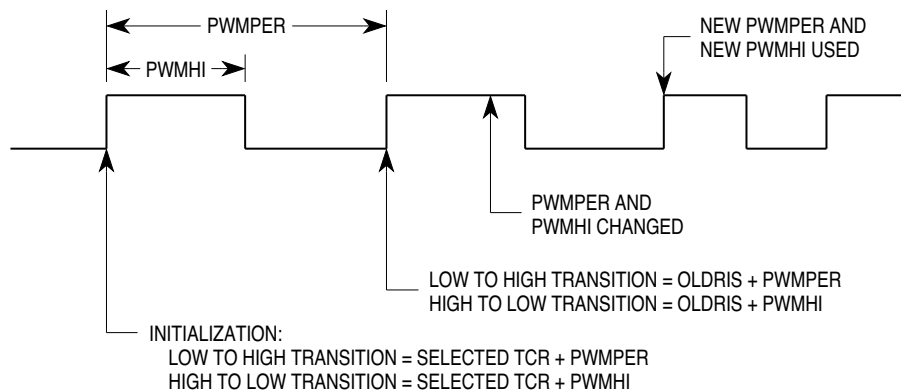 PWMPER
PWMHI
NEW PWMPER AND
NEW PWMHI USED
PWMPER AND
PWMHI CHANGED
LOW TO HIGH TRANSITION = OLDRIS + PWMPER
HIGH TO LOW TRANSITION = OLDRIS + PWMHI
INITIALIZATION:
LOW TO HIGH TRANSITION = SELECTED TCR + PWMPER
HIGH TO LOW TRANSITION = SELECTED TCR + PWMHI